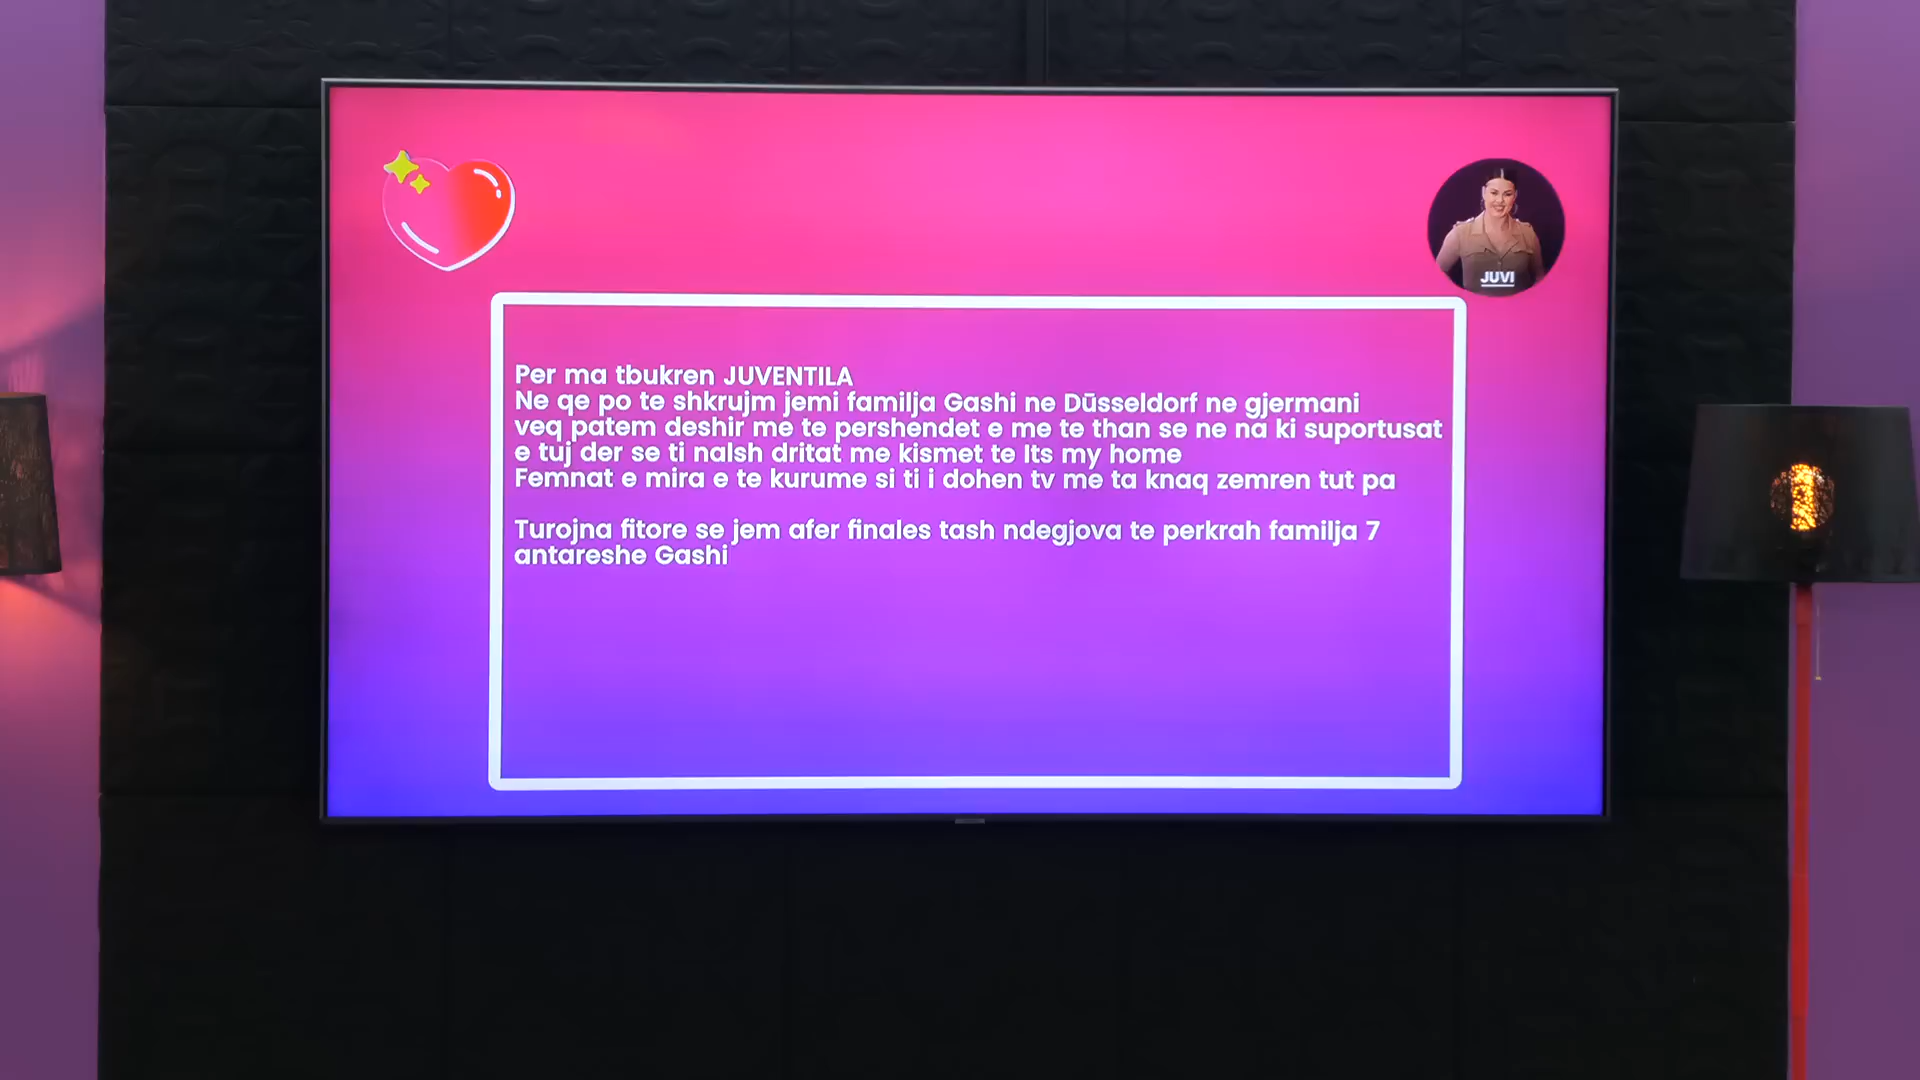 JUVI
Per ma tbukren JUVENTILA
Ne qe po te shkrujm jemi familja Gashi ne Düsseldorf ne gjermani
veq patem deshir me te pershendet e me te than se ne na ki suportusat
e tuj der se ti nalsh dritat me kismet te Its my home
Femnat e mira e te kurume si ti i dohen tv me ta knaq zemren tut pa
Turojna fitore se jem afer finales tash ndegjova te perkrah familja 7
antareshe Gashi